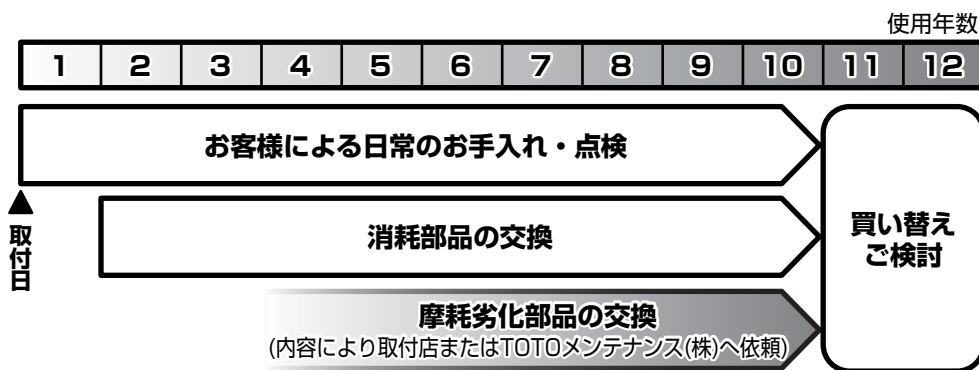 使用年数
1 2 3 4 5 6 7 8 9 10 11 12
お客様による日常のお手入れ・点検
取付日
消耗部品の交換
買い替え
ご検討
摩耗劣化部品の交換
(内容により取付店またはTOTOメンテナンス(株)へ依頼)